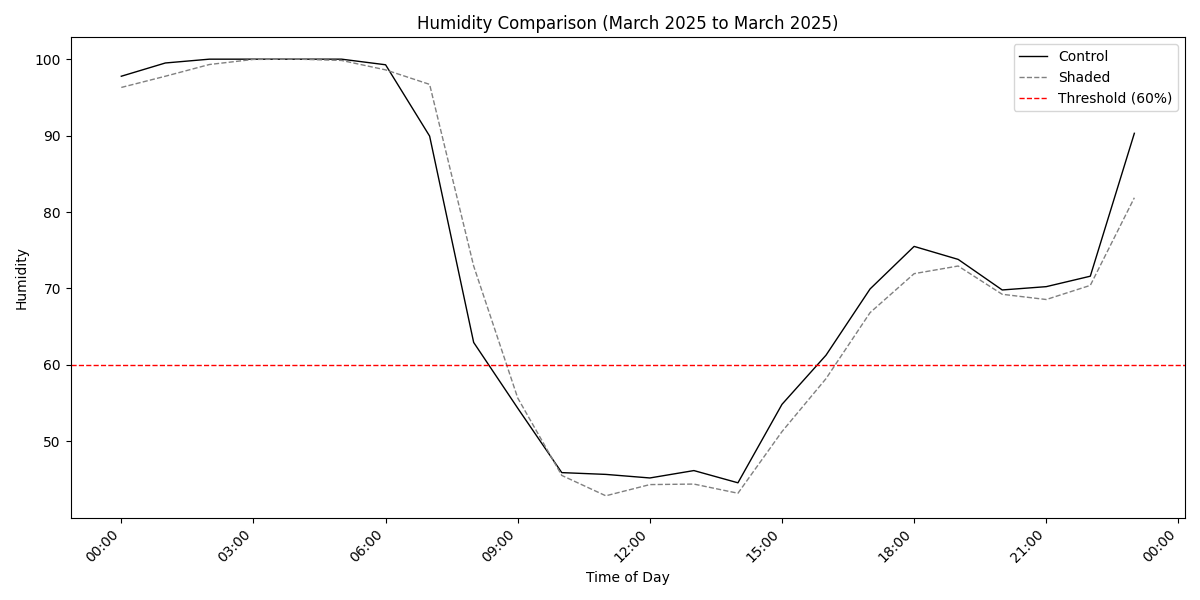 Humidity Comparison (March 2025 to March 2025)
Control
Shaded
Threshold (60%)
100
90
80
70
60
50
Humidity
00:00
03:00
06:00
09:00
12:00
15:00
18:00
21:00
00:00
Time of Day